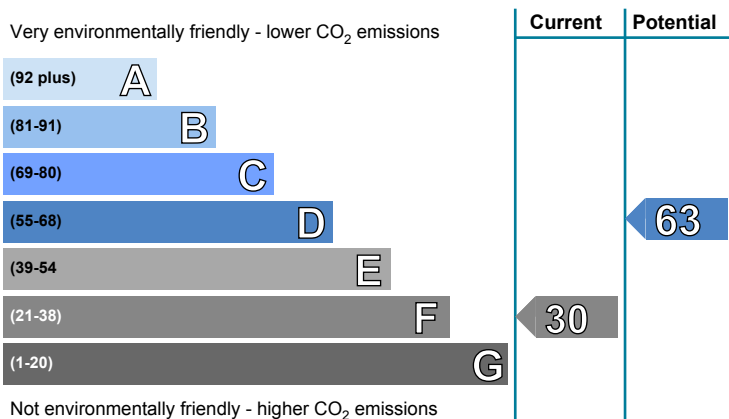 Very environmentally friendly - lower CO2 emissions
Current
Potential
(92 plus) A
(81-91) B
(69-80) C
(55-68) D
63
(39-54 E
(21-38) F
30
(1-20) G
Not environmentally friendly - higher CO2 emissions